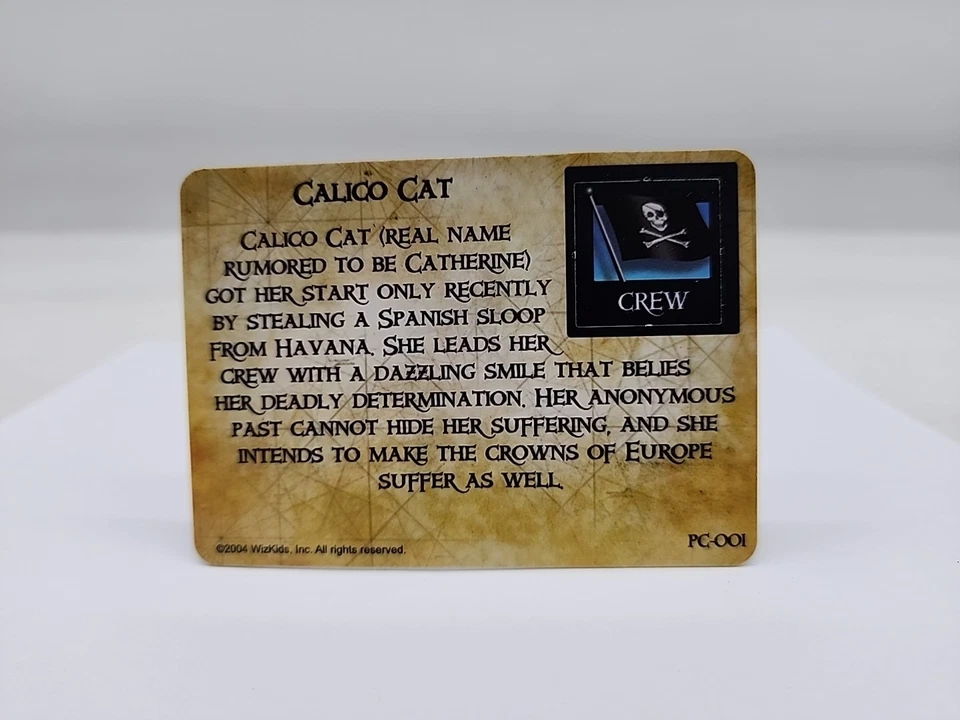 Calico Cat
Calico Cat (real name
rumored to be Catherine)
got her start only recently
by stealing a Spanish sloop
from Havana. She leads her
crew with a dazzling smile that belies
her deadly determination. Her anonymous
past cannot hide her suffering, and she
intends to make the crowns of Europe
suffer as well.
CREW
©2004 WizKids, Inc. All rights reserved.
PC-001